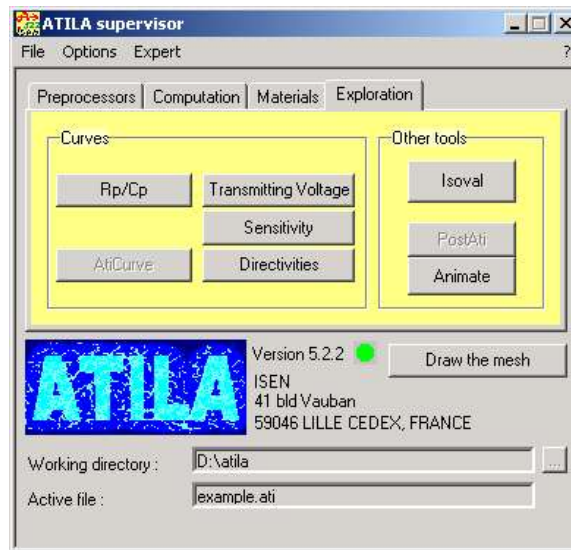 ATILA supervisor
File Options Expert ?
Preprocessors Computation Materials Exploration
Curves
Other tools
Rp/Cp
Transmitting Voltage
Isoval
Sensitivity
AtiCurve
Directivities
PostAti
Animate
ATILA
Version 5.2.2
Draw the mesh
ISEN
41 bld Vauban
59046 LILLE CEDEX, FRANCE
Working directory : D:\atila ...
Active file : example.ati